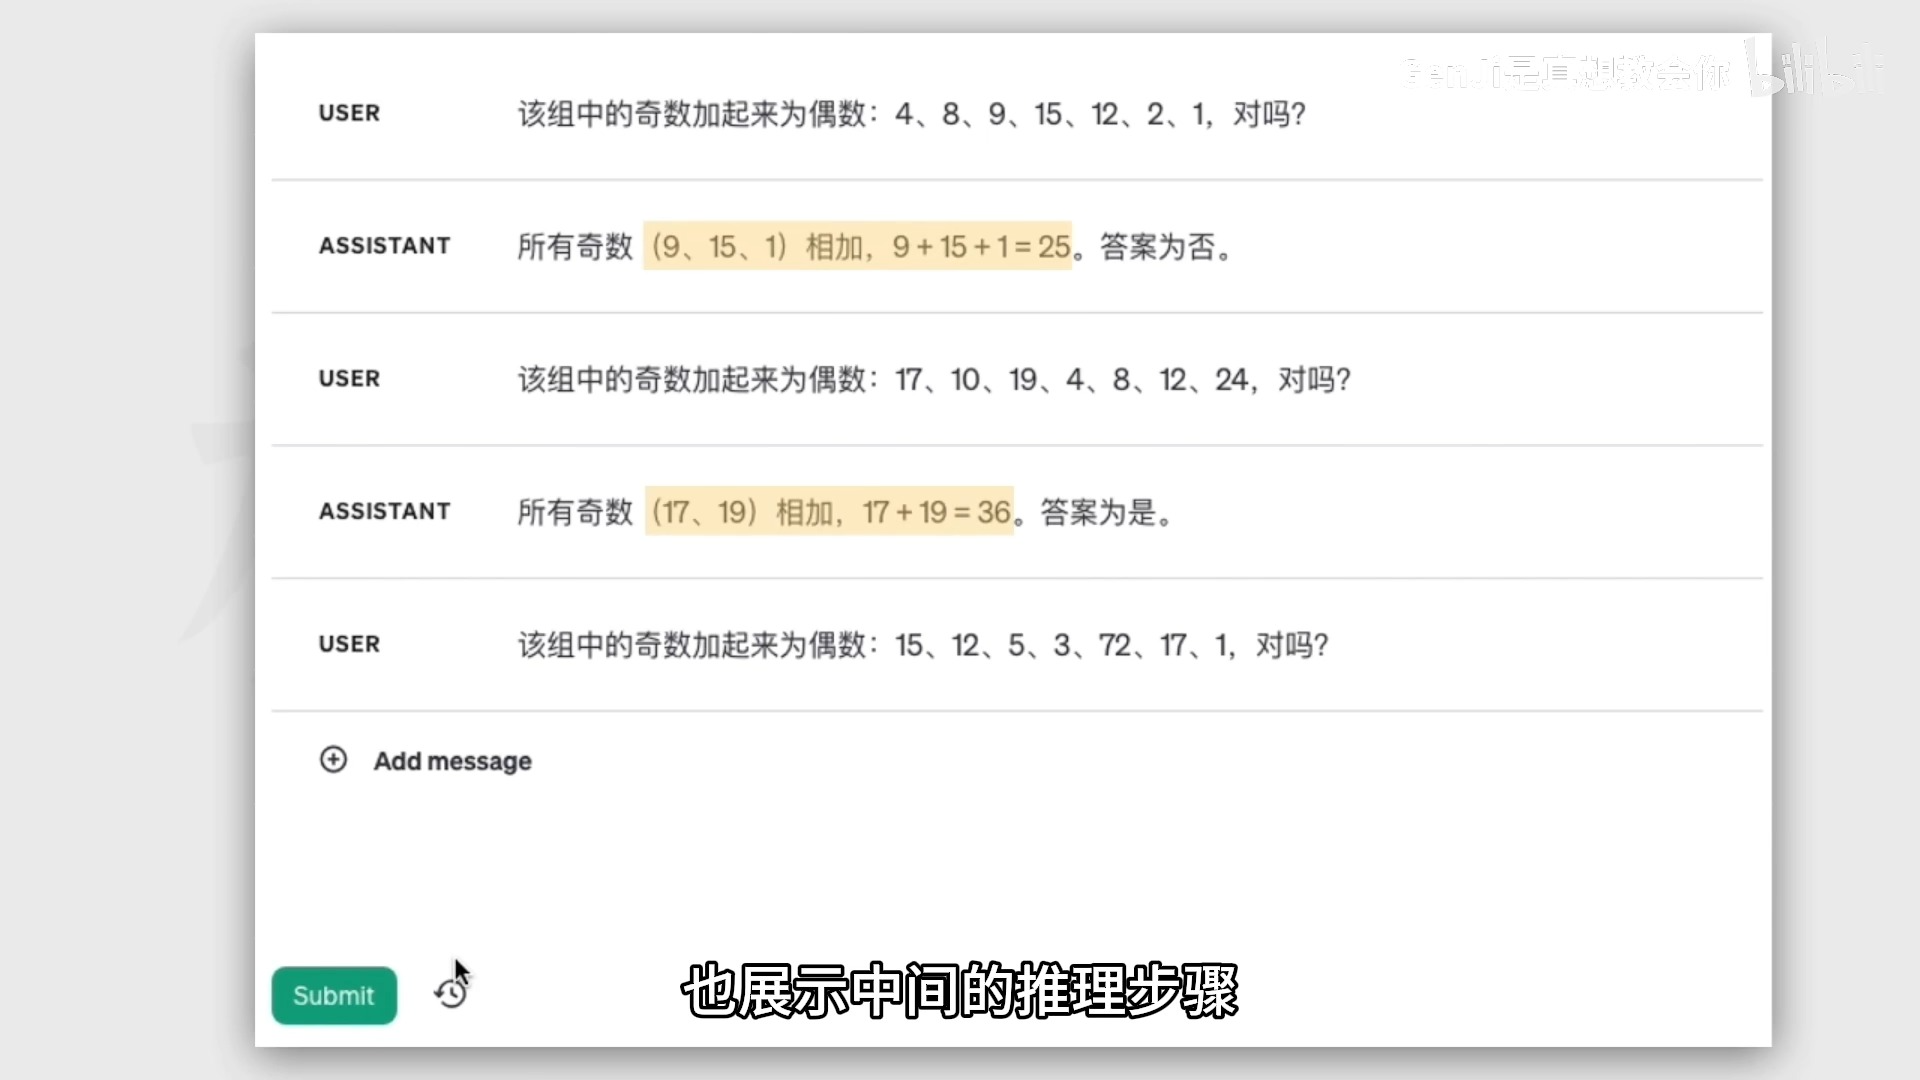 GenJi是真想教会你 bilibili
USER 该组中的奇数加起来为偶数：4、8、9、15、12、2、1，对吗？
ASSISTANT 所有奇数（9、15、1）相加，9 + 15 + 1 = 25。答案为否。
USER 该组中的奇数加起来为偶数：17、10、19、4、8、12、24，对吗？
ASSISTANT 所有奇数（17、19）相加，17 + 19 = 36。答案为是。
USER 该组中的奇数加起来为偶数：15、12、5、3、72、17、1，对吗？
Add message
Submit
也展示中间的推理步骤